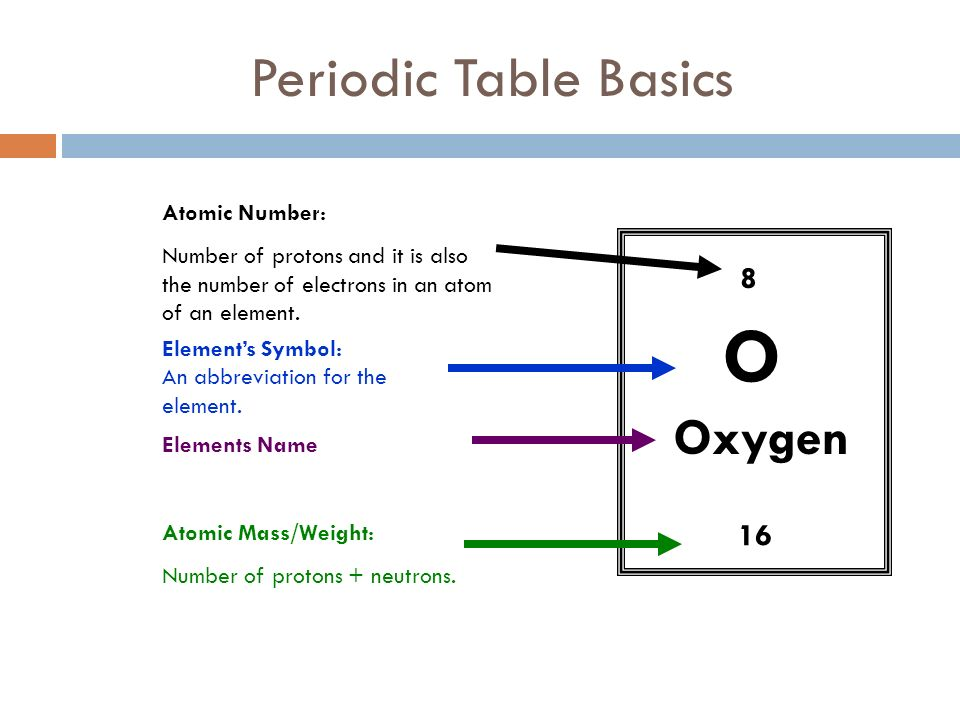 Periodic Table Basics
Atomic Number:
Number of protons and it is also
the number of electrons in an atom
of an element.
Element’s Symbol:
An abbreviation for the
element.
Elements Name
Atomic Mass/Weight:
Number of protons + neutrons.
8
O
Oxygen
16